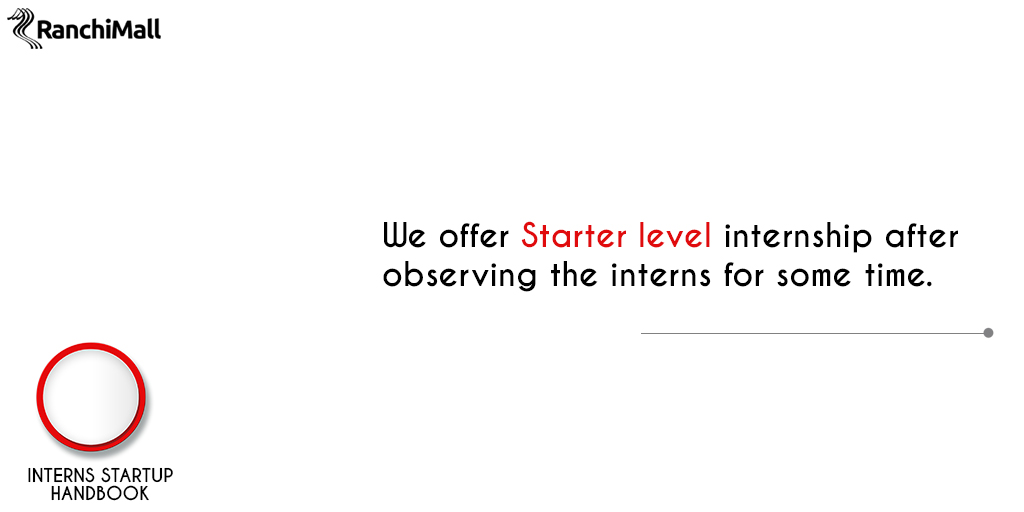 RanchiMall
We offer Starter level internship after
observing the interns for some time.
INTERNS STARTUP
HANDBOOK